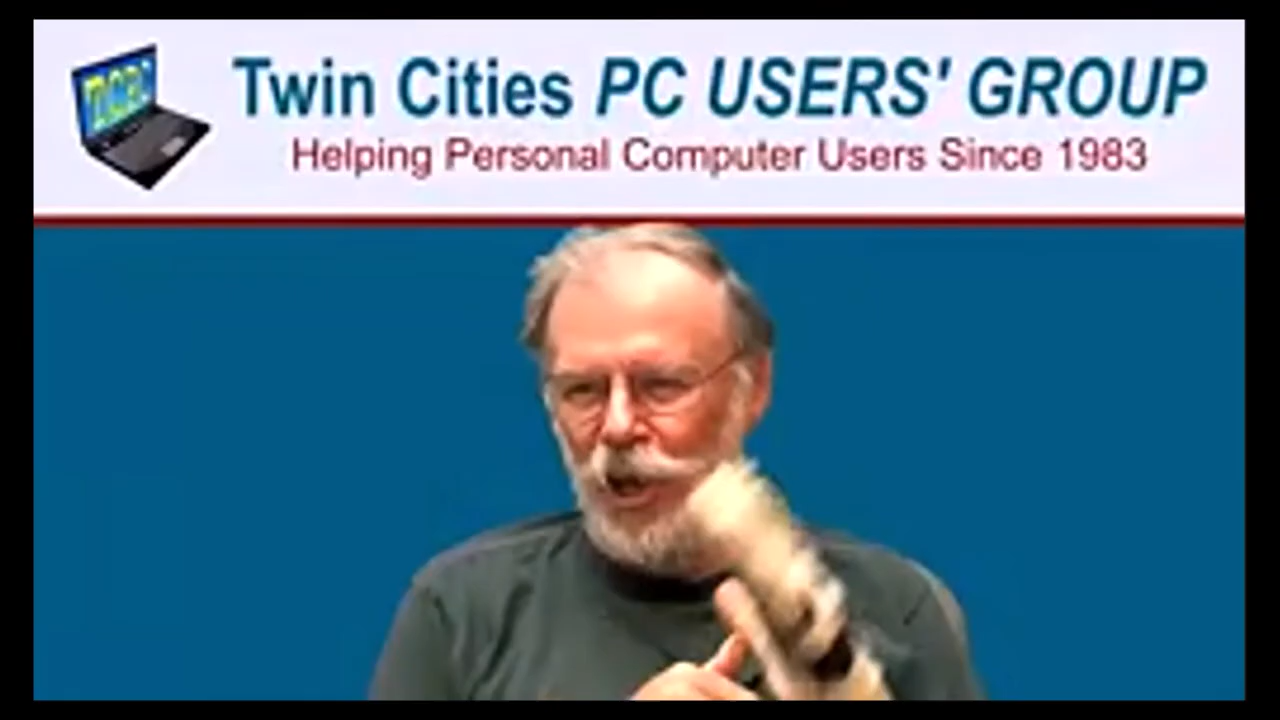 Twin Cities PC USERS' GROUP
Helping Personal Computer Users Since 1983